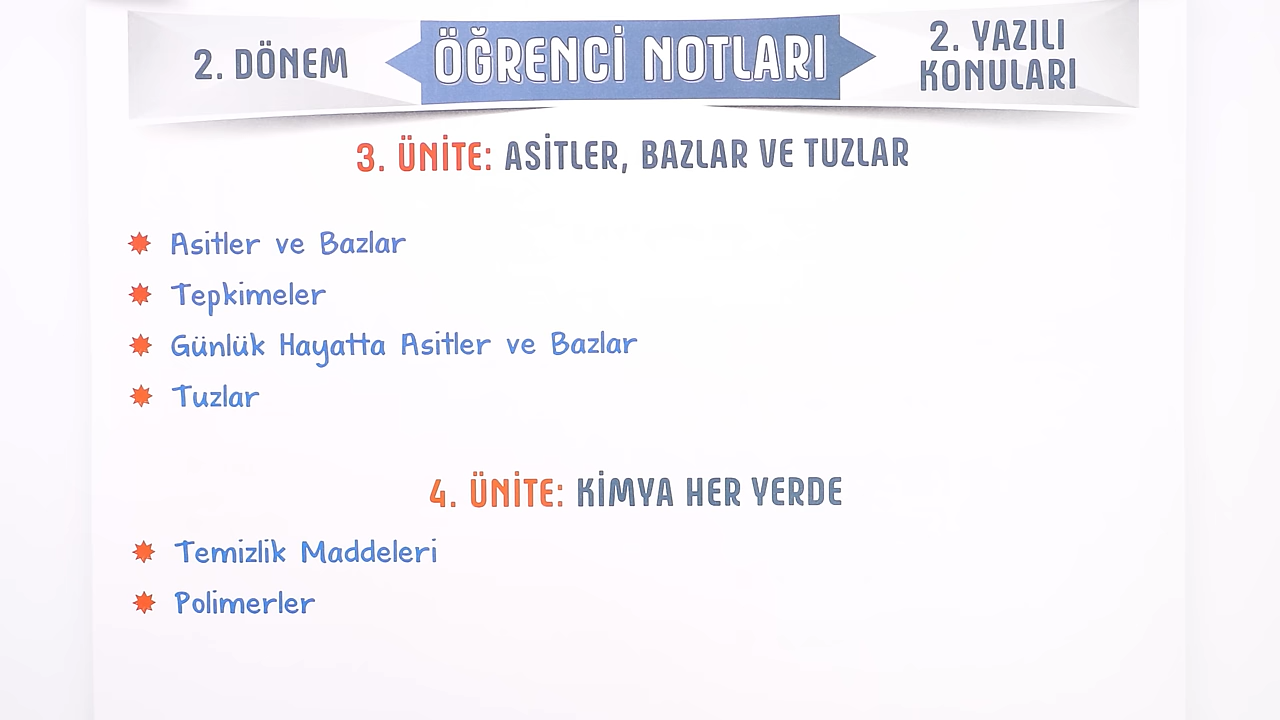 2. DÖNEM
ÖĞRENCİ NOTLARI
2. YAZILI
KONULARI
3. ÜNİTE: ASİTLER, BAZLAR VE TUZLAR
Asitler ve Bazlar
Tepkimeler
Günlük Hayatta Asitler ve Bazlar
Tuzlar
4. ÜNİTE: KİMYA HER YERDE
Temizlik Maddeleri
Polimerler